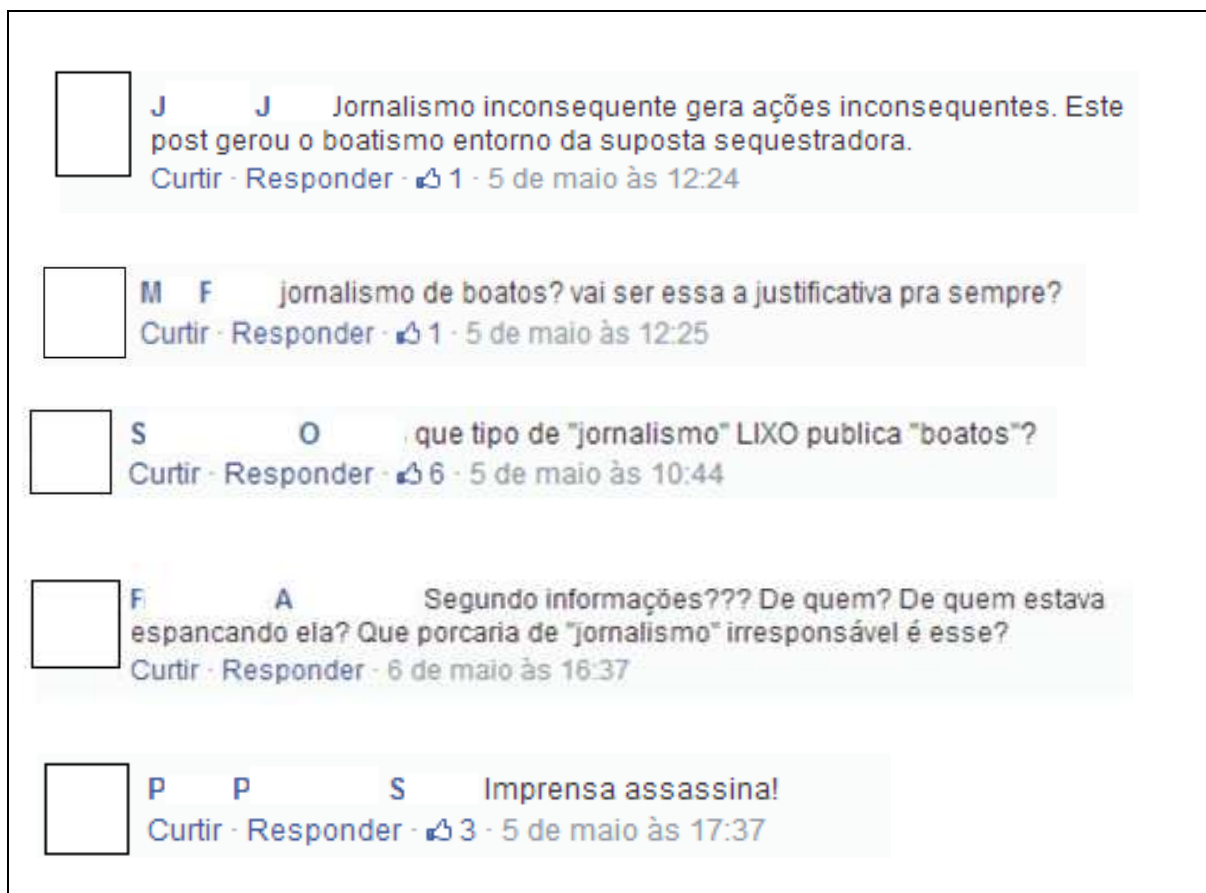 J J Jornalismo inconsequente gera ações inconsequentes. Este
post gerou o boatismo entorno da suposta sequestradora.
Curtir · Responder · 1 · 5 de maio às 12:24
M F jornalismo de boatos? vai ser essa a justificativa pra sempre?
Curtir · Responder · 1 · 5 de maio às 12:25
S O que tipo de "jornalismo" LIXO publica "boatos"?
Curtir · Responder · 6 · 5 de maio às 10:44
F A Segundo informações??? De quem? De quem estava
espancando ela? Que porcaria de "jornalismo" irresponsável é esse?
Curtir · Responder · 6 de maio às 16:37
P P S Imprensa assassina!
Curtir · Responder · 3 · 5 de maio às 17:37